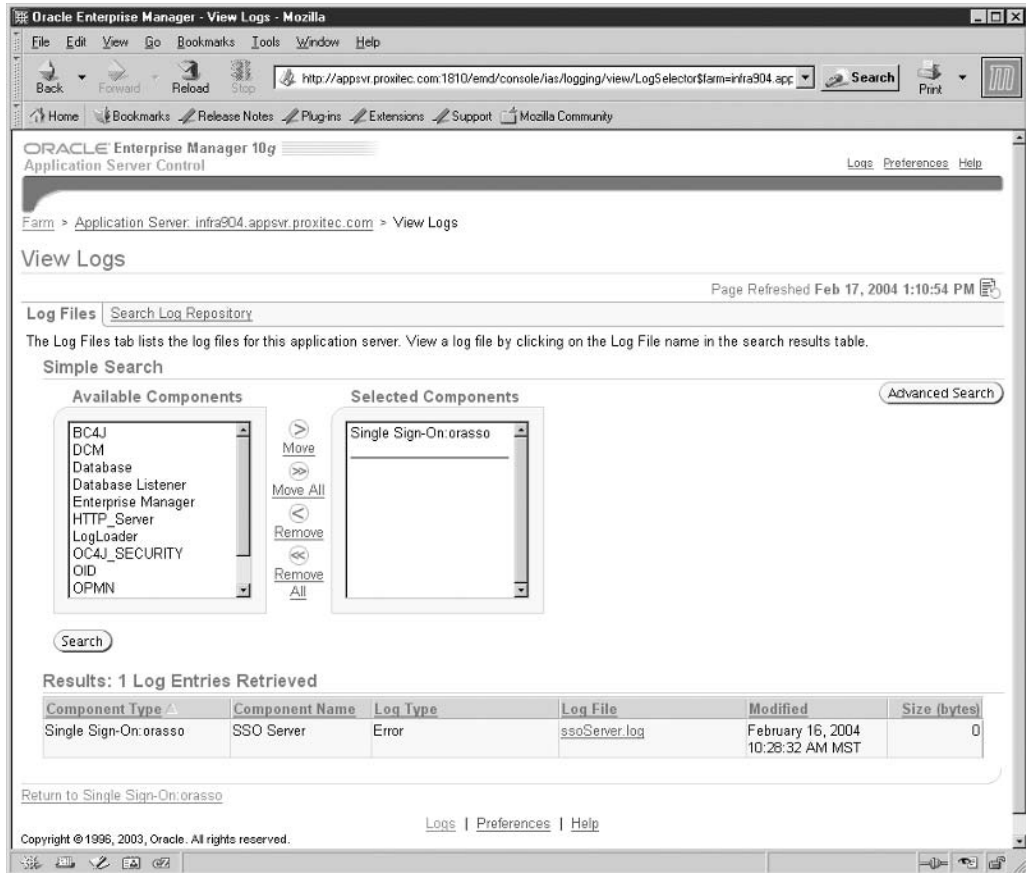 Oracle Enterprise Manager - View Logs - Mozilla
File Edit View Go Bookmarks Tools Window Help
Back Forward Reload Stop http://appsvr.proxitec.com:1810/emd/console/ias/logging/view/LogSelector$farm=infra904.app Search Print
Home Bookmarks Release Notes Plug-ins Extensions Support Mozilla Community
ORACLE Enterprise Manager 10g
Application Server Control
Logs Preferences Help
Farm > Application Server: infra904.appsvr.proxitec.com > View Logs
View Logs
Page Refreshed Feb 17, 2004 1:10:54 PM
Log Files Search Log Repository
The Log Files tab lists the log files for this application server. View a log file by clicking on the Log File name in the search results table.
Simple Search
Advanced Search
Available Components
BC4J
DCM
Database
Database Listener
Enterprise Manager
HTTP_Server
LogLoader
OC4J_SECURITY
OID
OPMN
Move
Move All
Remove
Remove
All
Selected Components
Single Sign-On:orasso
Search
Results: 1 Log Entries Retrieved
Component Type Component Name Log Type Log File Modified Size (bytes)
Single Sign-On:orasso SSO Server Error ssoServer.log February 16, 2004 0
10:28:32 AM MST
Return to Single Sign-On:orasso
Logs | Preferences | Help
Copyright © 1996, 2003, Oracle. All rights reserved.